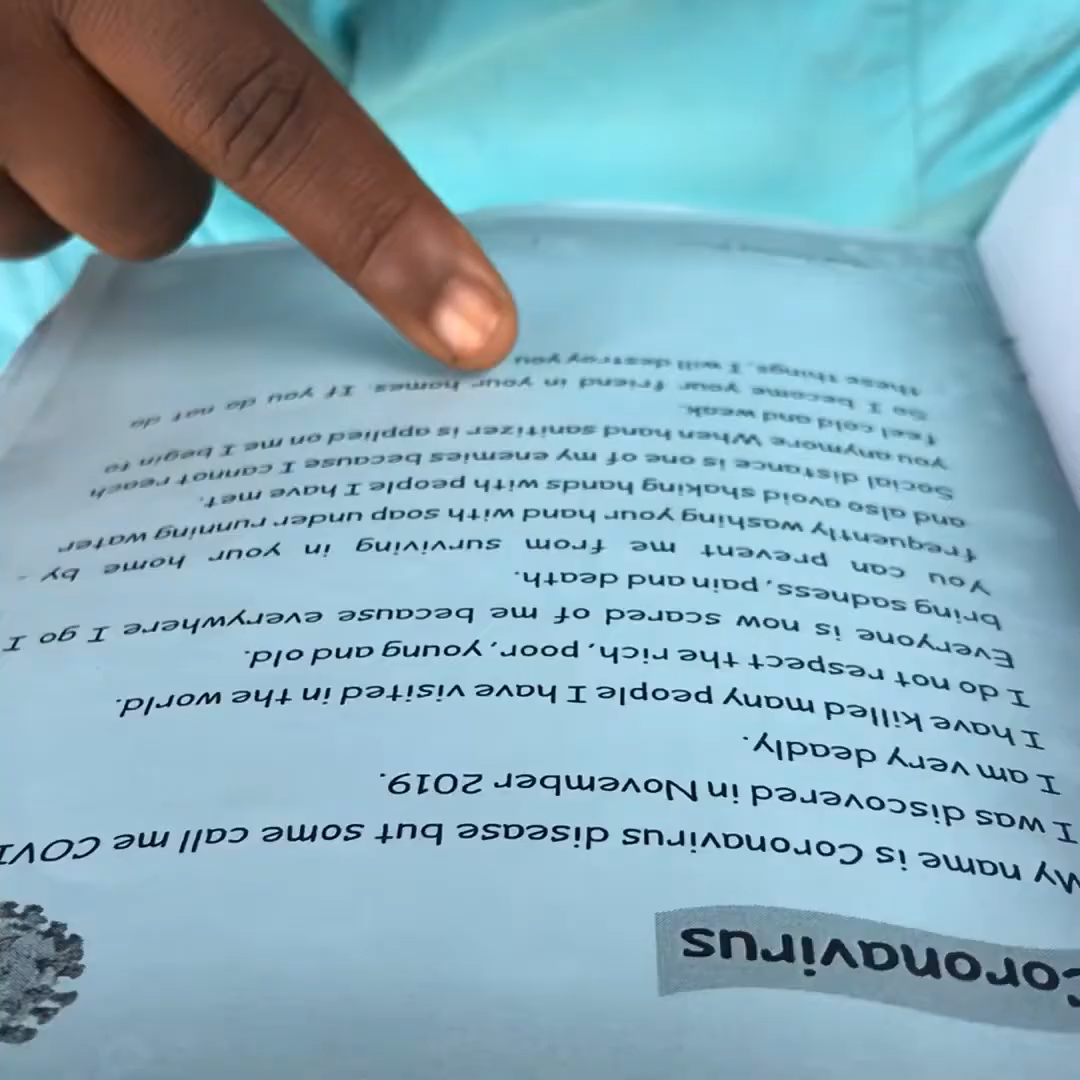 oronavirus
My name is Coronavirus disease but some call me COVI
I was discovered in November 2019.
I am very deadly.
I have killed many people I have visited in the world.
I do not respect the rich, poor, young and old.
Everyone is now scared of me because everywhere I go I
bring sadness, pain and death.
you can prevent me from surviving in your home by -
frequently washing your hand with soap under running water
and also avoid shaking hands with people I have met.
Social distance is one of my enemies because I cannot reach
you anymore When hand sanitizer is applied on me I begin to
feel cold and weak.
So I become your friend in your homes. If you do not do
these things, I will destroy you